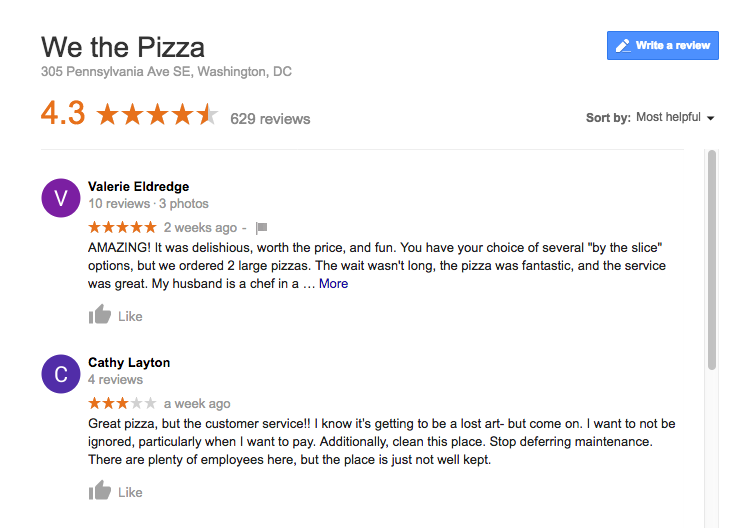 We the Pizza
Write a review
305 Pennsylvania Ave SE, Washington, DC
4.3 629 reviews
Sort by: Most helpful
V
Valerie Eldredge
10 reviews · 3 photos
2 weeks ago -
AMAZING! It was delishious, worth the price, and fun. You have your choice of several "by the slice"
options, but we ordered 2 large pizzas. The wait wasn't long, the pizza was fantastic, and the service
was great. My husband is a chef in a … More
Like
C
Cathy Layton
4 reviews
a week ago
Great pizza, but the customer service!! I know it's getting to be a lost art- but come on. I want to not be
ignored, particularly when I want to pay. Additionally, clean this place. Stop deferring maintenance.
There are plenty of employees here, but the place is just not well kept.
Like